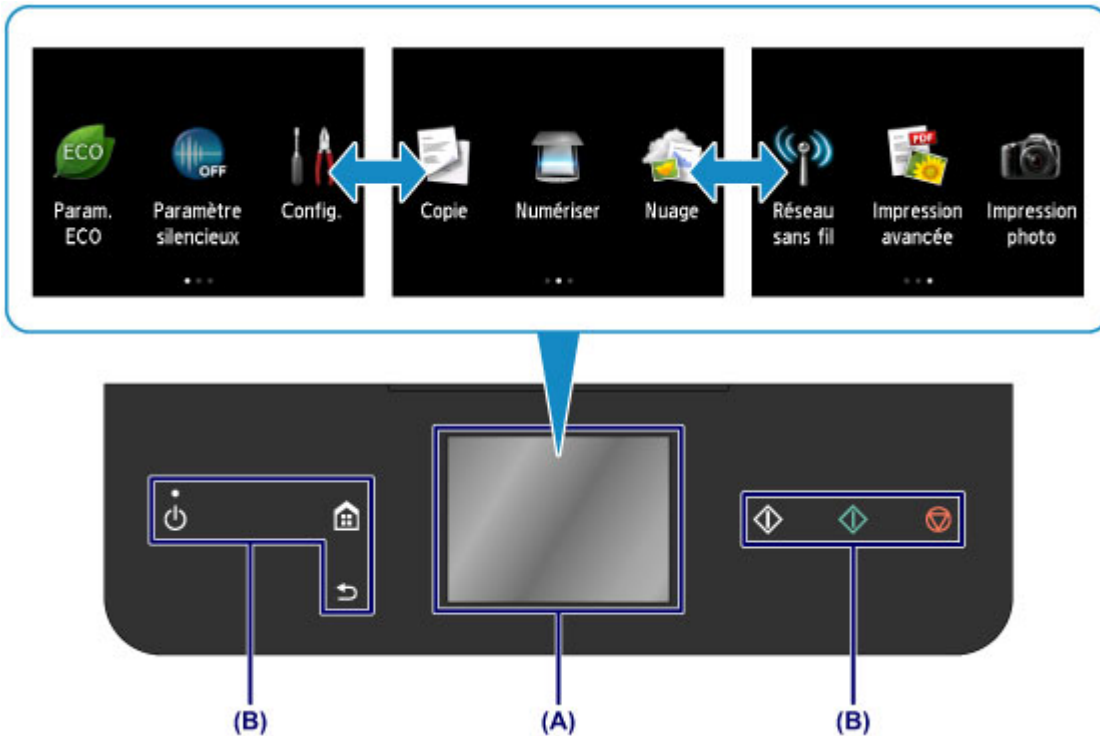 ECO
OFF
Param.
ECO
Paramètre
silencieux
Config.
Copie
Numériser
Nuage
PDF
Réseau
sans fil
Impression
avancée
Impression
photo
(B)
(A)
(B)